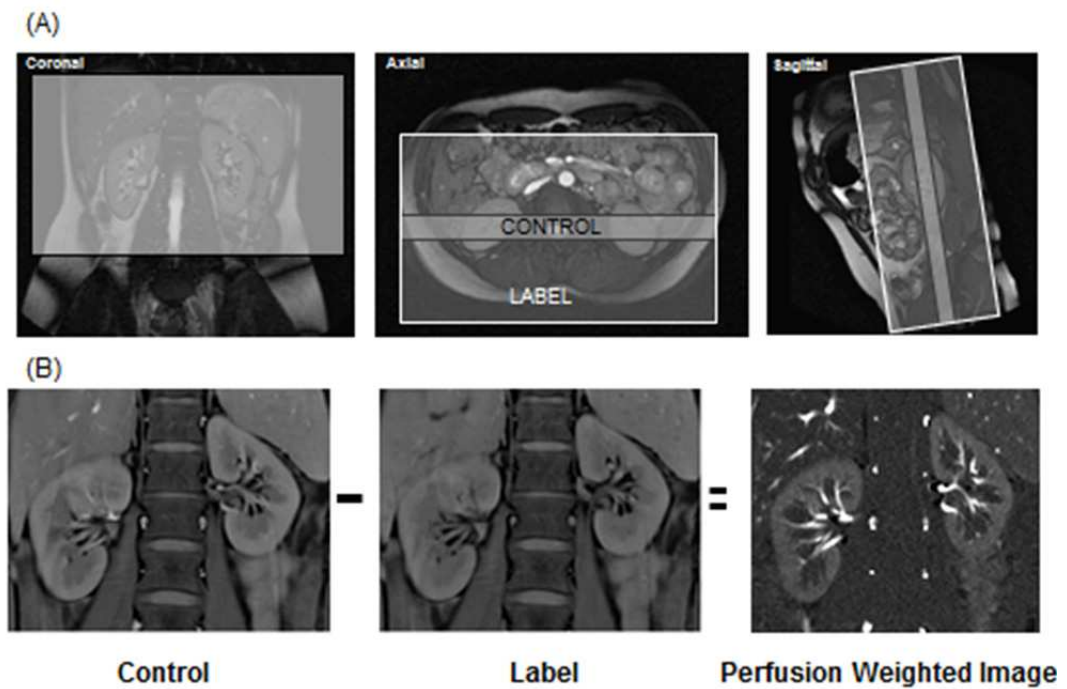 (A)
Coronal
Axial
Sagittal
CONTROL
LABEL
(B)
Control
Label
Perfusion Weighted Image